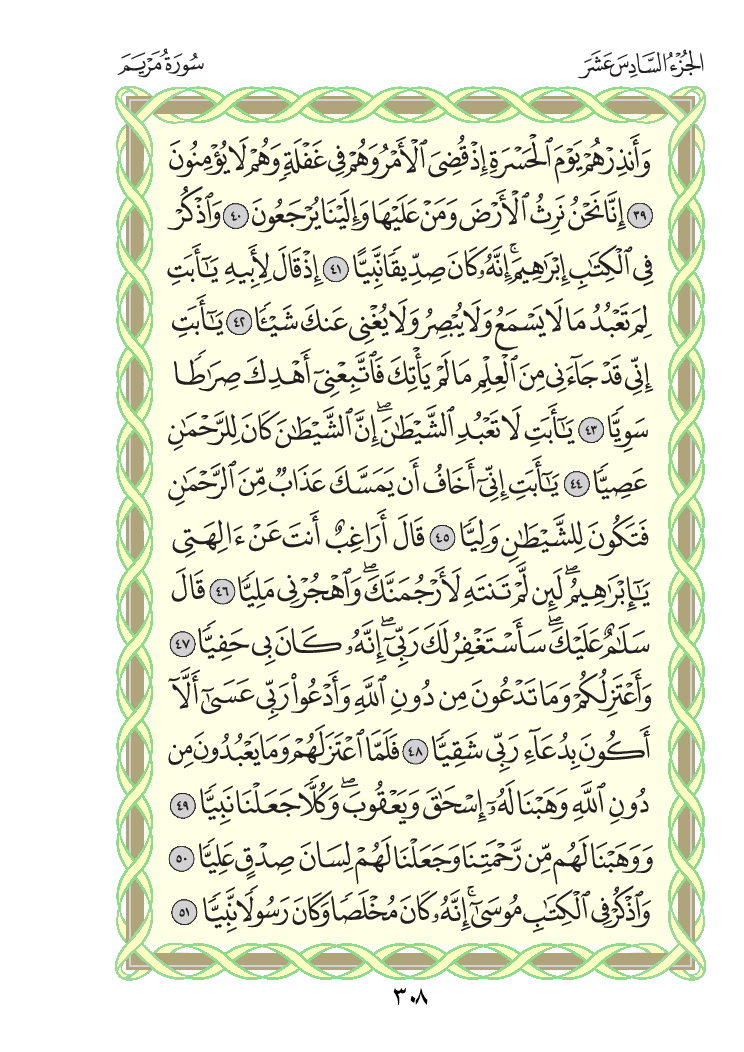 الجُزْءُ السَّادِسَ عَشَرَ
سُورَةُ مَرْيَمَ
وَأَنذِرْهُمْ يَوْمَ ٱلْحَسْرَةِ إِذْ قُضِىَ ٱلْأَمْرُ وَهُمْ فِى غَفْلَةٍ وَهُمْ لَا يُؤْمِنُونَ
٣٩ إِنَّا نَحْنُ نَرِثُ ٱلْأَرْضَ وَمَنْ عَلَيْهَا وَإِلَيْنَا يُرْجَعُونَ ٤٠ وَٱذْكُرْ
فِى ٱلْكِتَٰبِ إِبْرَٰهِيمَ ۚ إِنَّهُۥ كَانَ صِدِّيقًا نَّبِيًّا ٤١ إِذْ قَالَ لِأَبِيهِ يَٰٓأَبَتِ
لِمَ تَعْبُدُ مَا لَا يَسْمَعُ وَلَا يُبْصِرُ وَلَا يُغْنِى عَنكَ شَيْـًٔا ٤٢ يَٰٓأَبَتِ
إِنِّى قَدْ جَآءَنِى مِنَ ٱلْعِلْمِ مَا لَمْ يَأْتِكَ فَٱتَّبِعْنِىٓ أَهْدِكَ صِرَٰطًا
سَوِيًّا ٤٣ يَٰٓأَبَتِ لَا تَعْبُدِ ٱلشَّيْطَٰنَ ۖ إِنَّ ٱلشَّيْطَٰنَ كَانَ لِلرَّحْمَٰنِ
عَصِيًّا ٤٤ يَٰٓأَبَتِ إِنِّىٓ أَخَافُ أَن يَمَسَّكَ عَذَابٌ مِّنَ ٱلرَّحْمَٰنِ
فَتَكُونَ لِلشَّيْطَٰنِ وَلِيًّا ٤٥ قَالَ أَرَاغِبٌ أَنتَ عَنْ ءَالِهَتِى
يَٰٓإِبْرَٰهِيمُ ۖ لَئِن لَّمْ تَنتَهِ لَأَرْجُمَنَّكَ ۖ وَٱهْجُرْنِى مَلِيًّا ٤٦ قَالَ
سَلَٰمٌ عَلَيْكَ ۖ سَأَسْتَغْفِرُ لَكَ رَبِّىٓ ۖ إِنَّهُۥ كَانَ بِى حَفِيًّا ٤٧
وَأَعْتَزِلُكُمْ وَمَا تَدْعُونَ مِن دُونِ ٱللَّهِ وَأَدْعُوا۟ رَبِّى عَسَىٰٓ أَلَّآ
أَكُونَ بِدُعَآءِ رَبِّى شَقِيًّا ٤٨ فَلَمَّا ٱعْتَزَلَهُمْ وَمَا يَعْبُدُونَ مِن
دُونِ ٱللَّهِ وَهَبْنَا لَهُۥٓ إِسْحَٰقَ وَيَعْقُوبَ ۖ وَكُلًّا جَعَلْنَا نَبِيًّا ٤٩
وَوَهَبْنَا لَهُم مِّن رَّحْمَتِنَا وَجَعَلْنَا لَهُمْ لِسَانَ صِدْقٍ عَلِيًّا ٥٠
وَٱذْكُرْ فِى ٱلْكِتَٰبِ مُوسَىٰٓ ۚ إِنَّهُۥ كَانَ مُخْلَصًا وَكَانَ رَسُولًا نَّبِيًّا ٥١
٣٠٨